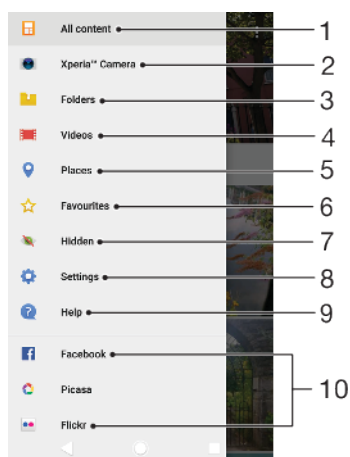 All content 1
Xperia™ Camera 2
Folders 3
Videos 4
Places 5
Favourites 6
Hidden 7
Settings 8
Help 9
Facebook
Picasa 10
Flickr